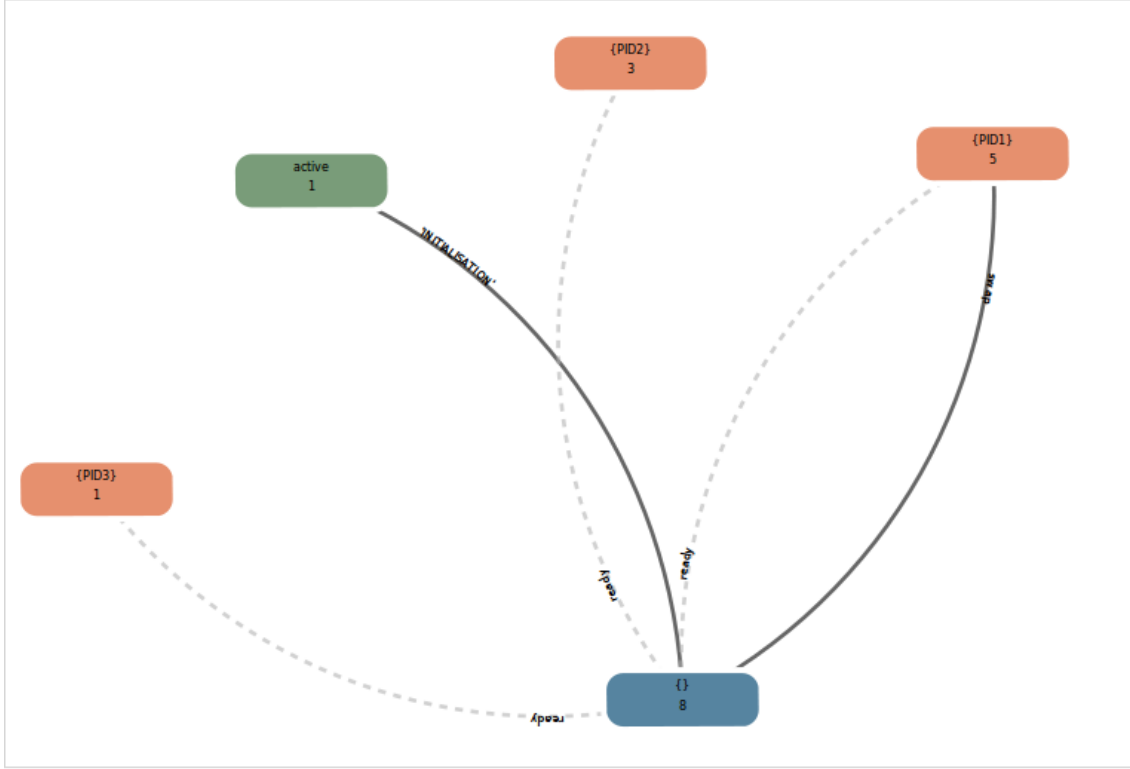 {PID2}
3
{PID1}
5
active
1
'INITIALISATION'
swap
{PID3}
1
ready
ready
{}
8
ready